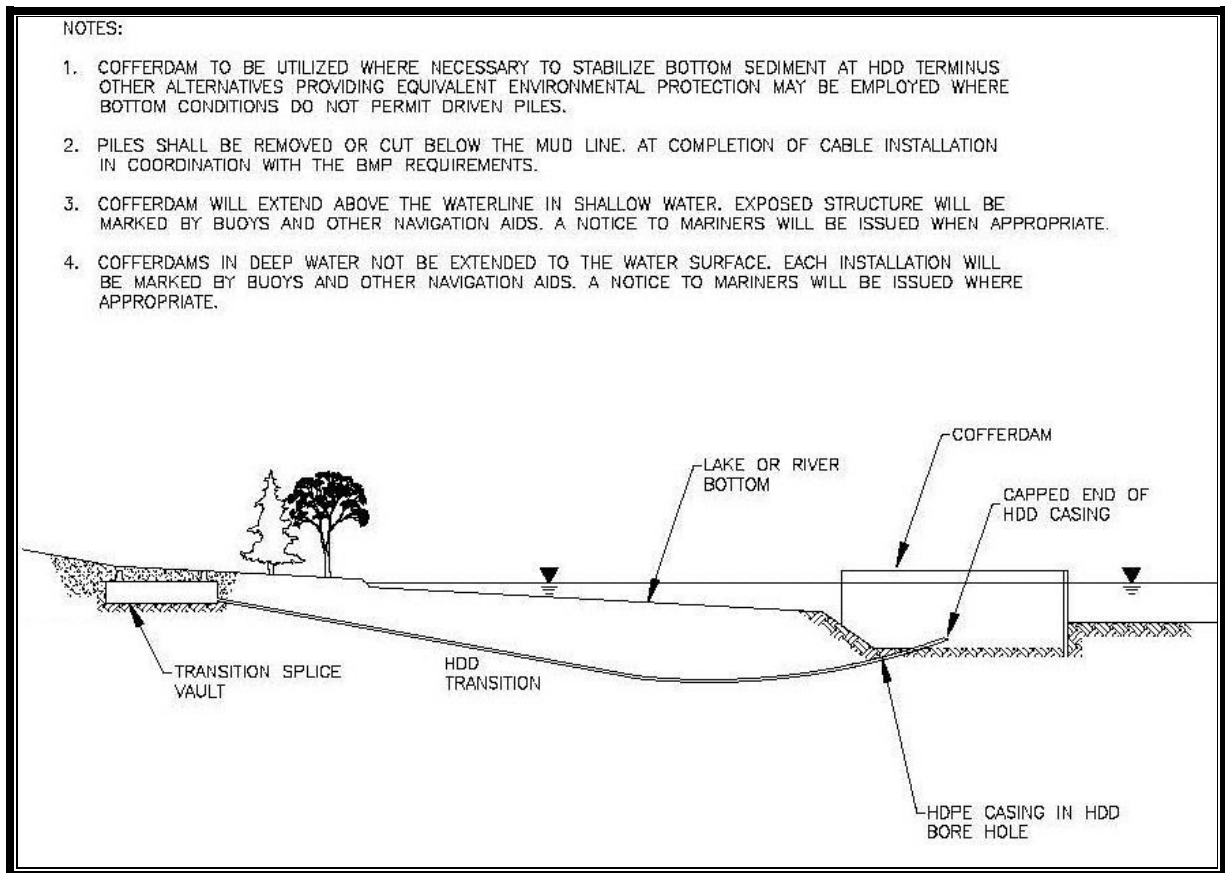 NOTES:
1. COFFERDAM TO BE UTILIZED WHERE NECESSARY TO STABILIZE BOTTOM SEDIMENT AT HDD TERMINUS
OTHER ALTERNATIVES PROVIDING EQUIVALENT ENVIRONMENTAL PROTECTION MAY BE EMPLOYED WHERE
BOTTOM CONDITIONS DO NOT PERMIT DRIVEN PILES.
2. PILES SHALL BE REMOVED OR CUT BELOW THE MUD LINE. AT COMPLETION OF CABLE INSTALLATION
IN COORDINATION WITH THE BMP REQUIREMENTS.
3. COFFERDAM WILL EXTEND ABOVE THE WATERLINE IN SHALLOW WATER. EXPOSED STRUCTURE WILL BE
MARKED BY BUOYS AND OTHER NAVIGATION AIDS. A NOTICE TO MARINERS WILL BE ISSUED WHEN APPROPRIATE.
4. COFFERDAMS IN DEEP WATER NOT BE EXTENDED TO THE WATER SURFACE. EACH INSTALLATION WILL
BE MARKED BY BUOYS AND OTHER NAVIGATION AIDS. A NOTICE TO MARINERS WILL BE ISSUED WHERE
APPROPRIATE.
COFFERDAM
LAKE OR RIVER
BOTTOM
CAPPED END OF
HDD CASING
TRANSITION SPLICE
VAULT
HDD
TRANSITION
HDPE CASING IN HDD
BORE HOLE